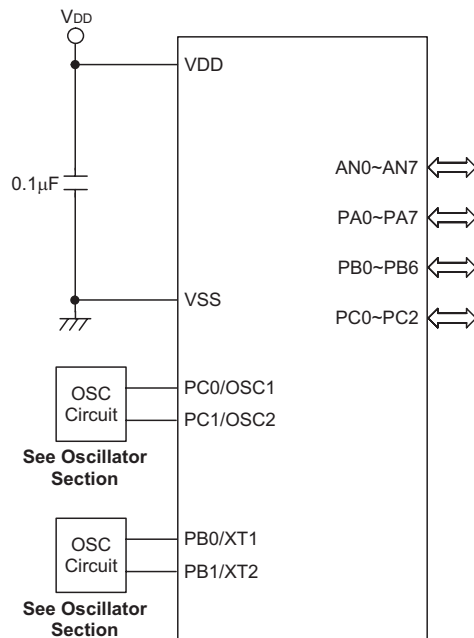 VDD
VDD
AN0~AN7
0.1μF
PA0~PA7
PB0~PB6
VSS
PC0~PC2
OSC
Circuit
PC0/OSC1
PC1/OSC2
See Oscillator
Section
OSC
Circuit
PB0/XT1
PB1/XT2
See Oscillator
Section